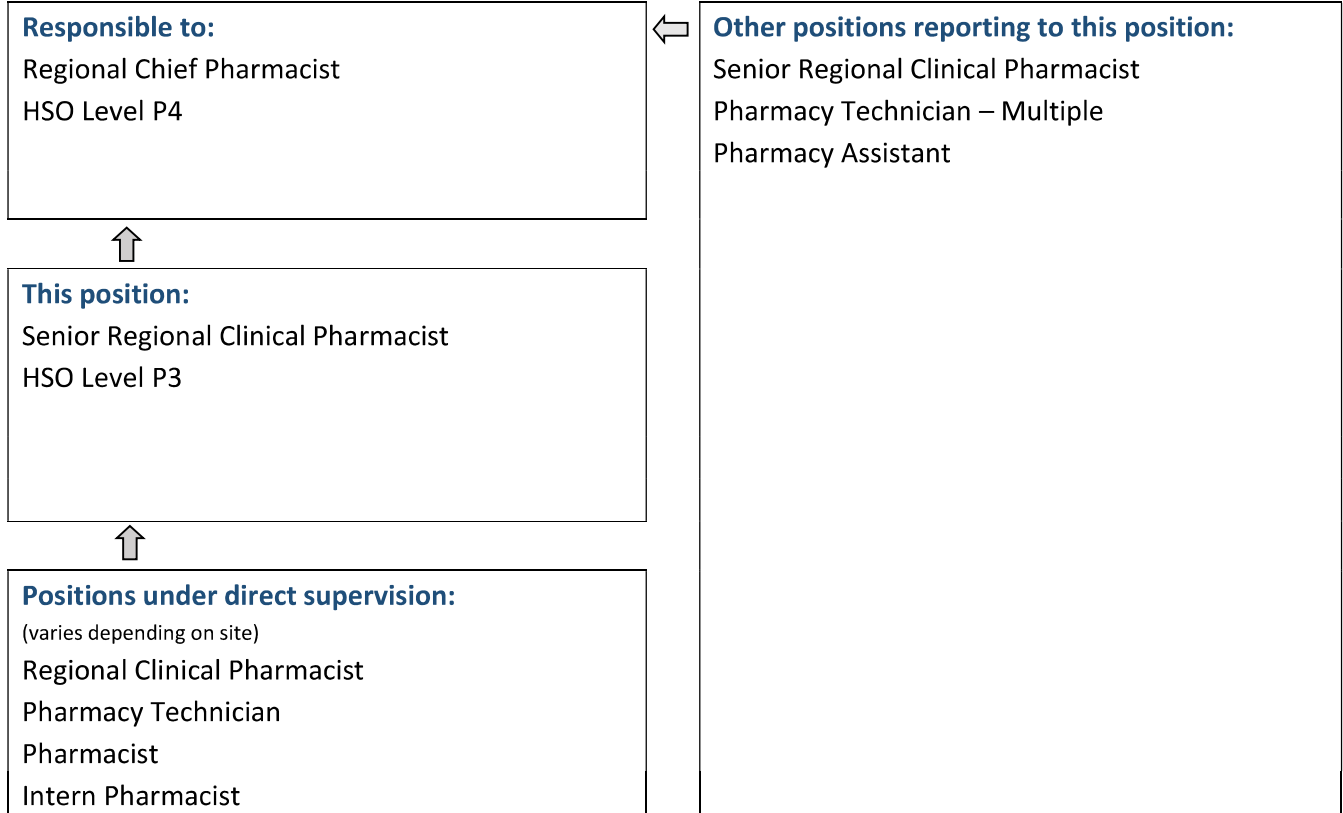 Responsible to:
Regional Chief Pharmacist
HSO Level P4
Other positions reporting to this position:
Senior Regional Clinical Pharmacist
Pharmacy Technician – Multiple
Pharmacy Assistant
This position:
Senior Regional Clinical Pharmacist
HSO Level P3
Positions under direct supervision:
(varies depending on site)
Regional Clinical Pharmacist
Pharmacy Technician
Pharmacist
Intern Pharmacist